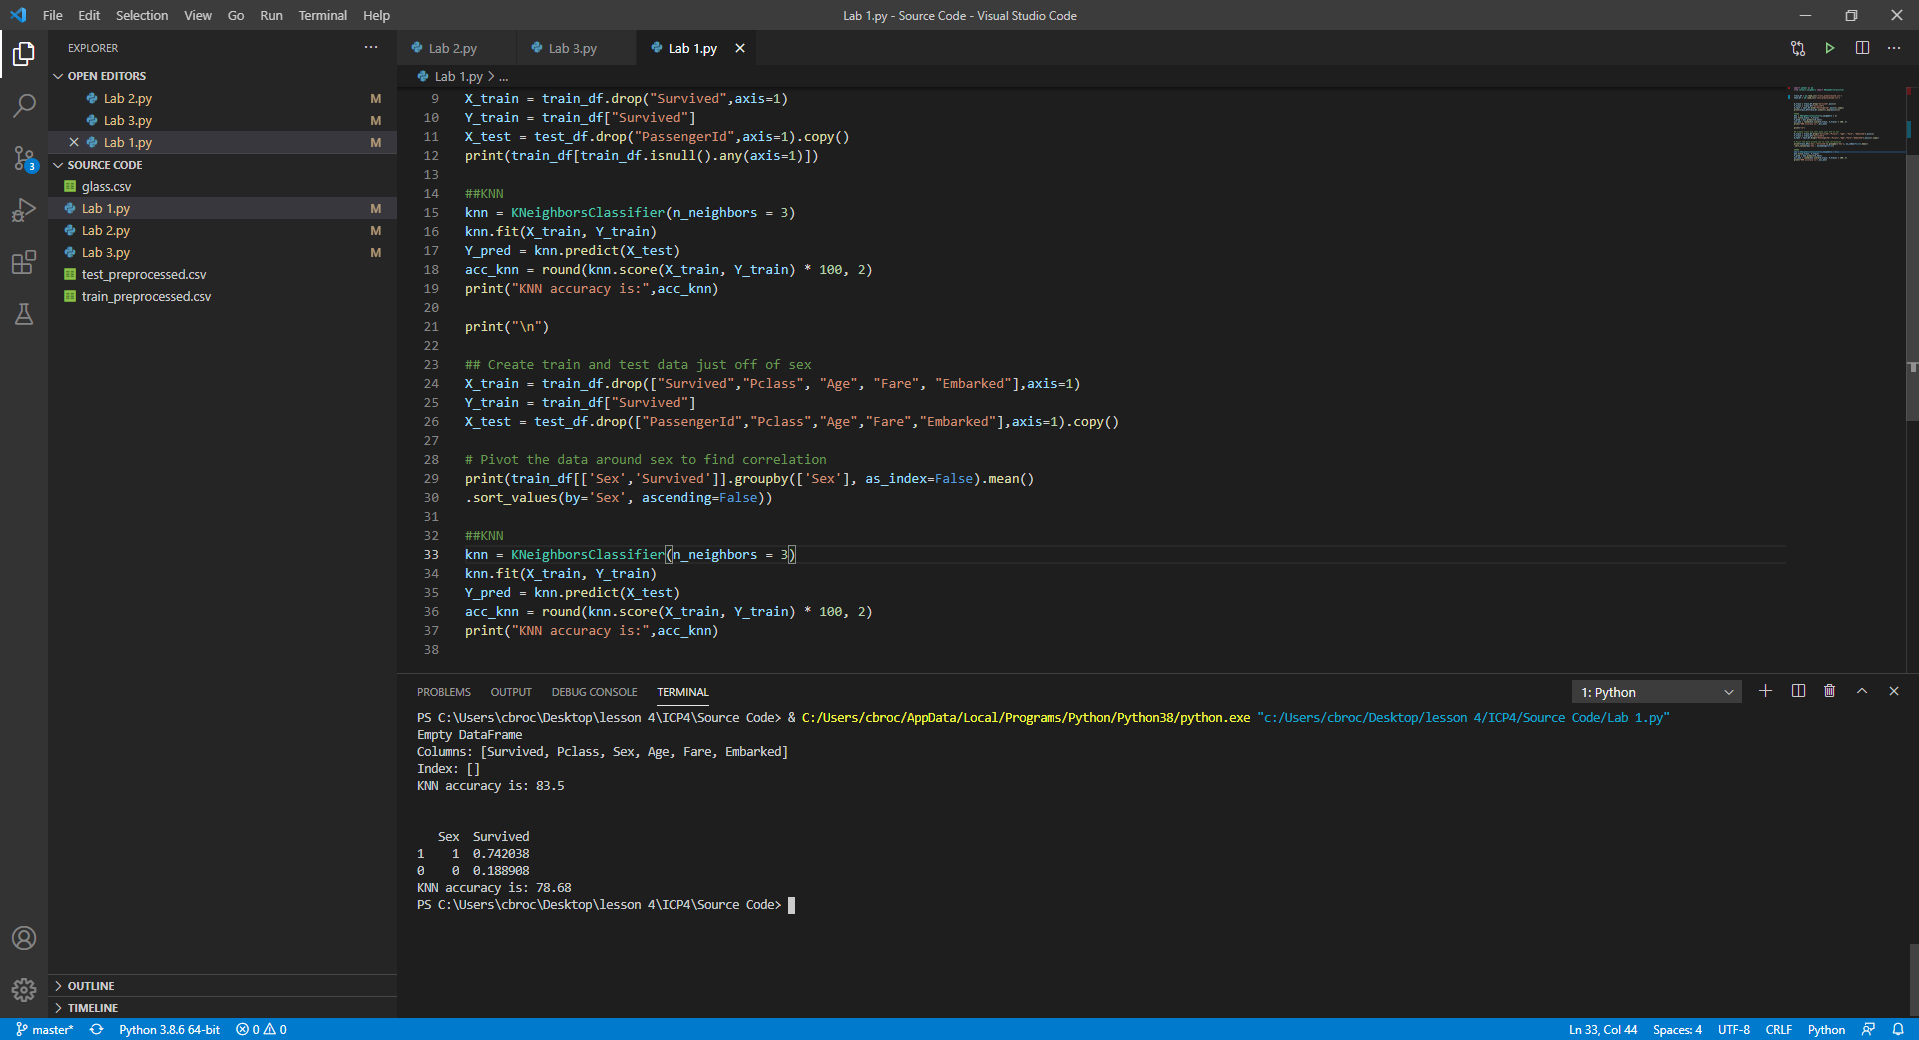 File Edit Selection View Go Run Terminal Help
Lab 1.py - Source Code - Visual Studio Code
EXPLORER
OPEN EDITORS
Lab 2.py M
Lab 3.py M
Lab 1.py M
SOURCE CODE
glass.csv
Lab 1.py M
Lab 2.py M
Lab 3.py M
test_preprocessed.csv
train_preprocessed.csv
3
OUTLINE
TIMELINE
Lab 2.py Lab 3.py Lab 1.py
Lab 1.py > ...
9 X_train = train_df.drop("Survived",axis=1)
10 Y_train = train_df["Survived"]
11 X_test = test_df.drop("PassengerId",axis=1).copy()
12 print(train_df[train_df.isnull().any(axis=1)])
13
14 ##KNN
15 knn = KNeighborsClassifier(n_neighbors = 3)
16 knn.fit(X_train, Y_train)
17 Y_pred = knn.predict(X_test)
18 acc_knn = round(knn.score(X_train, Y_train) * 100, 2)
19 print("KNN accuracy is:",acc_knn)
20
21 print("\n")
22
23 ## Create train and test data just off of sex
24 X_train = train_df.drop(["Survived","Pclass", "Age", "Fare", "Embarked"],axis=1)
25 Y_train = train_df["Survived"]
26 X_test = test_df.drop(["PassengerId","Pclass","Age","Fare","Embarked"],axis=1).copy()
27
28 # Pivot the data around sex to find correlation
29 print(train_df[['Sex','Survived']].groupby(['Sex'], as_index=False).mean()
30 .sort_values(by='Sex', ascending=False))
31
32 ##KNN
33 knn = KNeighborsClassifier(n_neighbors = 3)
34 knn.fit(X_train, Y_train)
35 Y_pred = knn.predict(X_test)
36 acc_knn = round(knn.score(X_train, Y_train) * 100, 2)
37 print("KNN accuracy is:",acc_knn)
38
PROBLEMS OUTPUT DEBUG CONSOLE TERMINAL 1: Python
PS C:\Users\cbroc\Desktop\lesson 4\ICP4\Source Code> & C:/Users/cbroc/AppData/Local/Programs/Python/Python38/python.exe "c:/Users/cbroc/Desktop/lesson 4/ICP4/Source Code/Lab 1.py"
Empty DataFrame
Columns: [Survived, Pclass, Sex, Age, Fare, Embarked]
Index: []
KNN accuracy is: 83.5
Sex Survived
1 1 0.742038
0 0 0.188908
KNN accuracy is: 78.68
PS C:\Users\cbroc\Desktop\lesson 4\ICP4\Source Code>
master* Python 3.8.6 64-bit 0 0 Ln 33, Col 44 Spaces: 4 UTF-8 CRLF Python